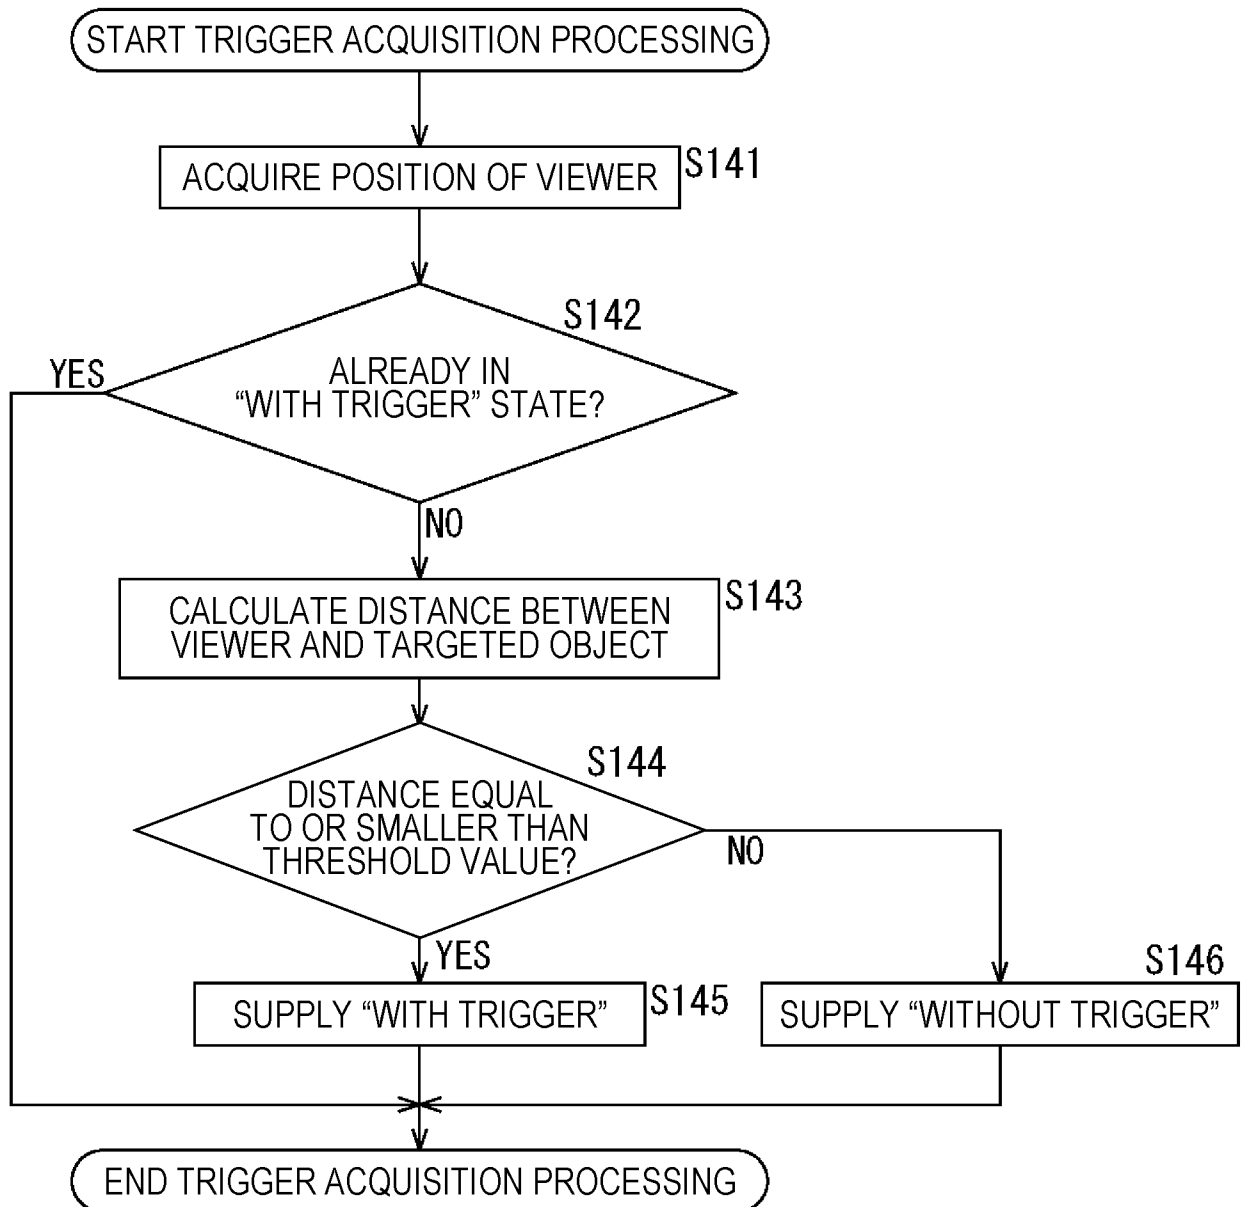 START TRIGGER ACQUISITION PROCESSING
ACQUIRE POSITION OF VIEWER
S141
S142
YES
ALREADY IN
“WITH TRIGGER” STATE?
NO
CALCULATE DISTANCE BETWEEN
VIEWER AND TARGETED OBJECT
S143
S144
DISTANCE EQUAL
TO OR SMALLER THAN
THRESHOLD VALUE?
NO
YES
SUPPLY “WITH TRIGGER”
S145
S146
SUPPLY “WITHOUT TRIGGER”
END TRIGGER ACQUISITION PROCESSING